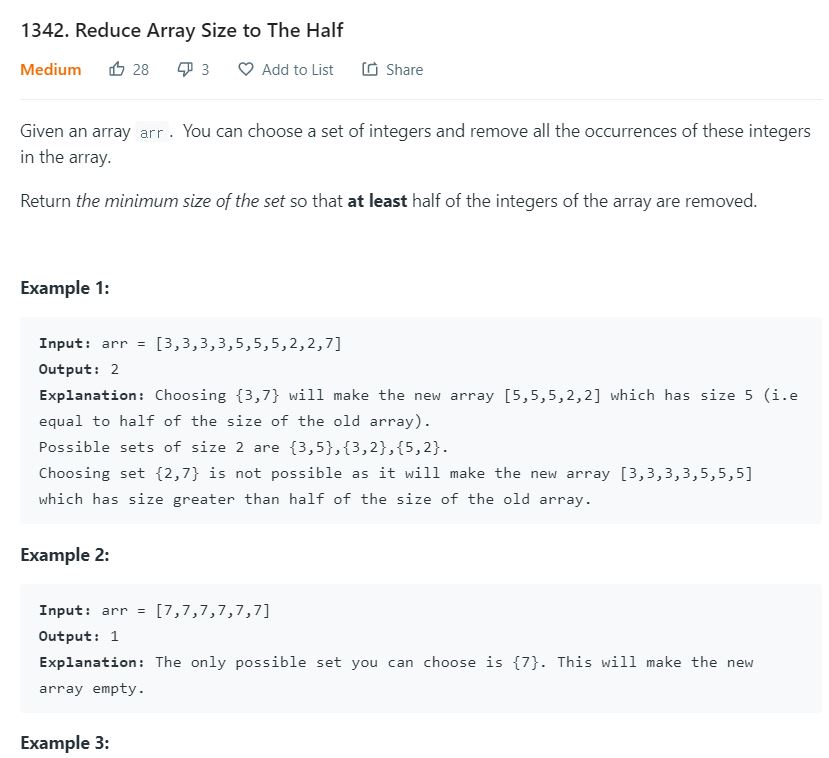 1342. Reduce Array Size to The Half
Medium 28 3 Add to List Share
Given an array arr. You can choose a set of integers and remove all the occurrences of these integers
in the array.
Return the minimum size of the set so that at least half of the integers of the array are removed.
Example 1:
Input: arr = [3,3,3,3,5,5,5,2,2,7]
Output: 2
Explanation: Choosing {3,7} will make the new array [5,5,5,2,2] which has size 5 (i.e
equal to half of the size of the old array).
Possible sets of size 2 are {3,5},{3,2},{5,2}.
Choosing set {2,7} is not possible as it will make the new array [3,3,3,3,5,5,5]
which has size greater than half of the size of the old array.
Example 2:
Input: arr = [7,7,7,7,7,7]
Output: 1
Explanation: The only possible set you can choose is {7}. This will make the new
array empty.
Example 3: